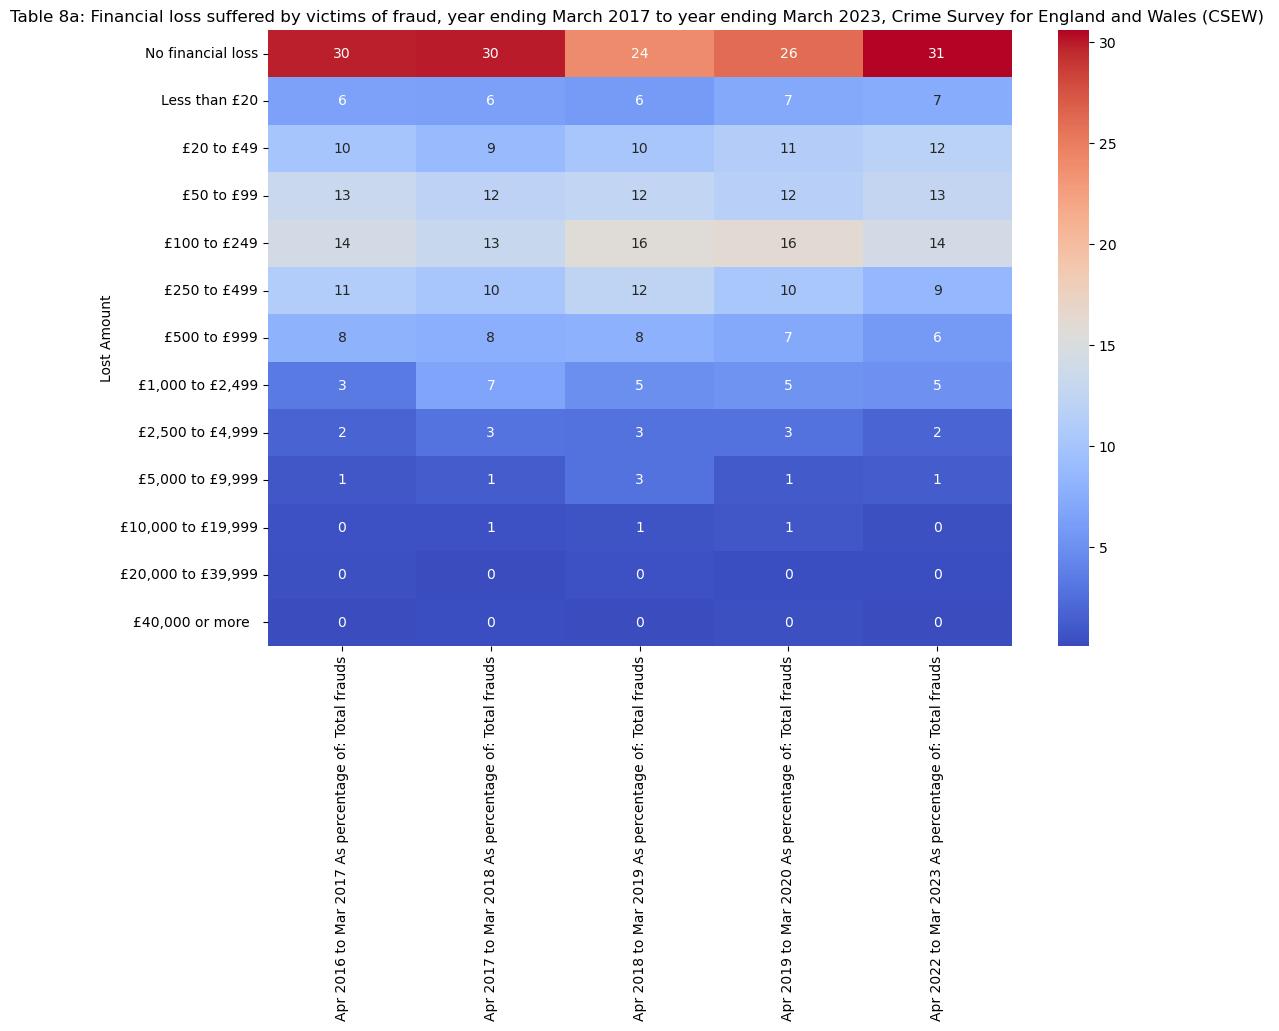 Table 8a: Financial loss suffered by victims of fraud, year ending March 2017 to year ending March 2023, Crime Survey for England and Wales (CSEW)
No financial loss 30 30 24 26 31
Less than £20 6 6 6 7 7
£20 to £49 10 9 10 11 12
£50 to £99 13 12 12 12 13
£100 to £249 14 13 16 16 14
£250 to £499 11 10 12 10 9
£500 to £999 8 8 8 7 6
£1,000 to £2,499 3 7 5 5 5
£2,500 to £4,999 2 3 3 3 2
£5,000 to £9,999 1 1 3 1 1
£10,000 to £19,999 0 1 1 1 0
£20,000 to £39,999 0 0 0 0 0
£40,000 or more 0 0 0 0 0
Lost Amount
Apr 2016 to Mar 2017 As percentage of: Total frauds
Apr 2017 to Mar 2018 As percentage of: Total frauds
Apr 2018 to Mar 2019 As percentage of: Total frauds
Apr 2019 to Mar 2020 As percentage of: Total frauds
Apr 2022 to Mar 2023 As percentage of: Total frauds
30
25
20
15
10
5